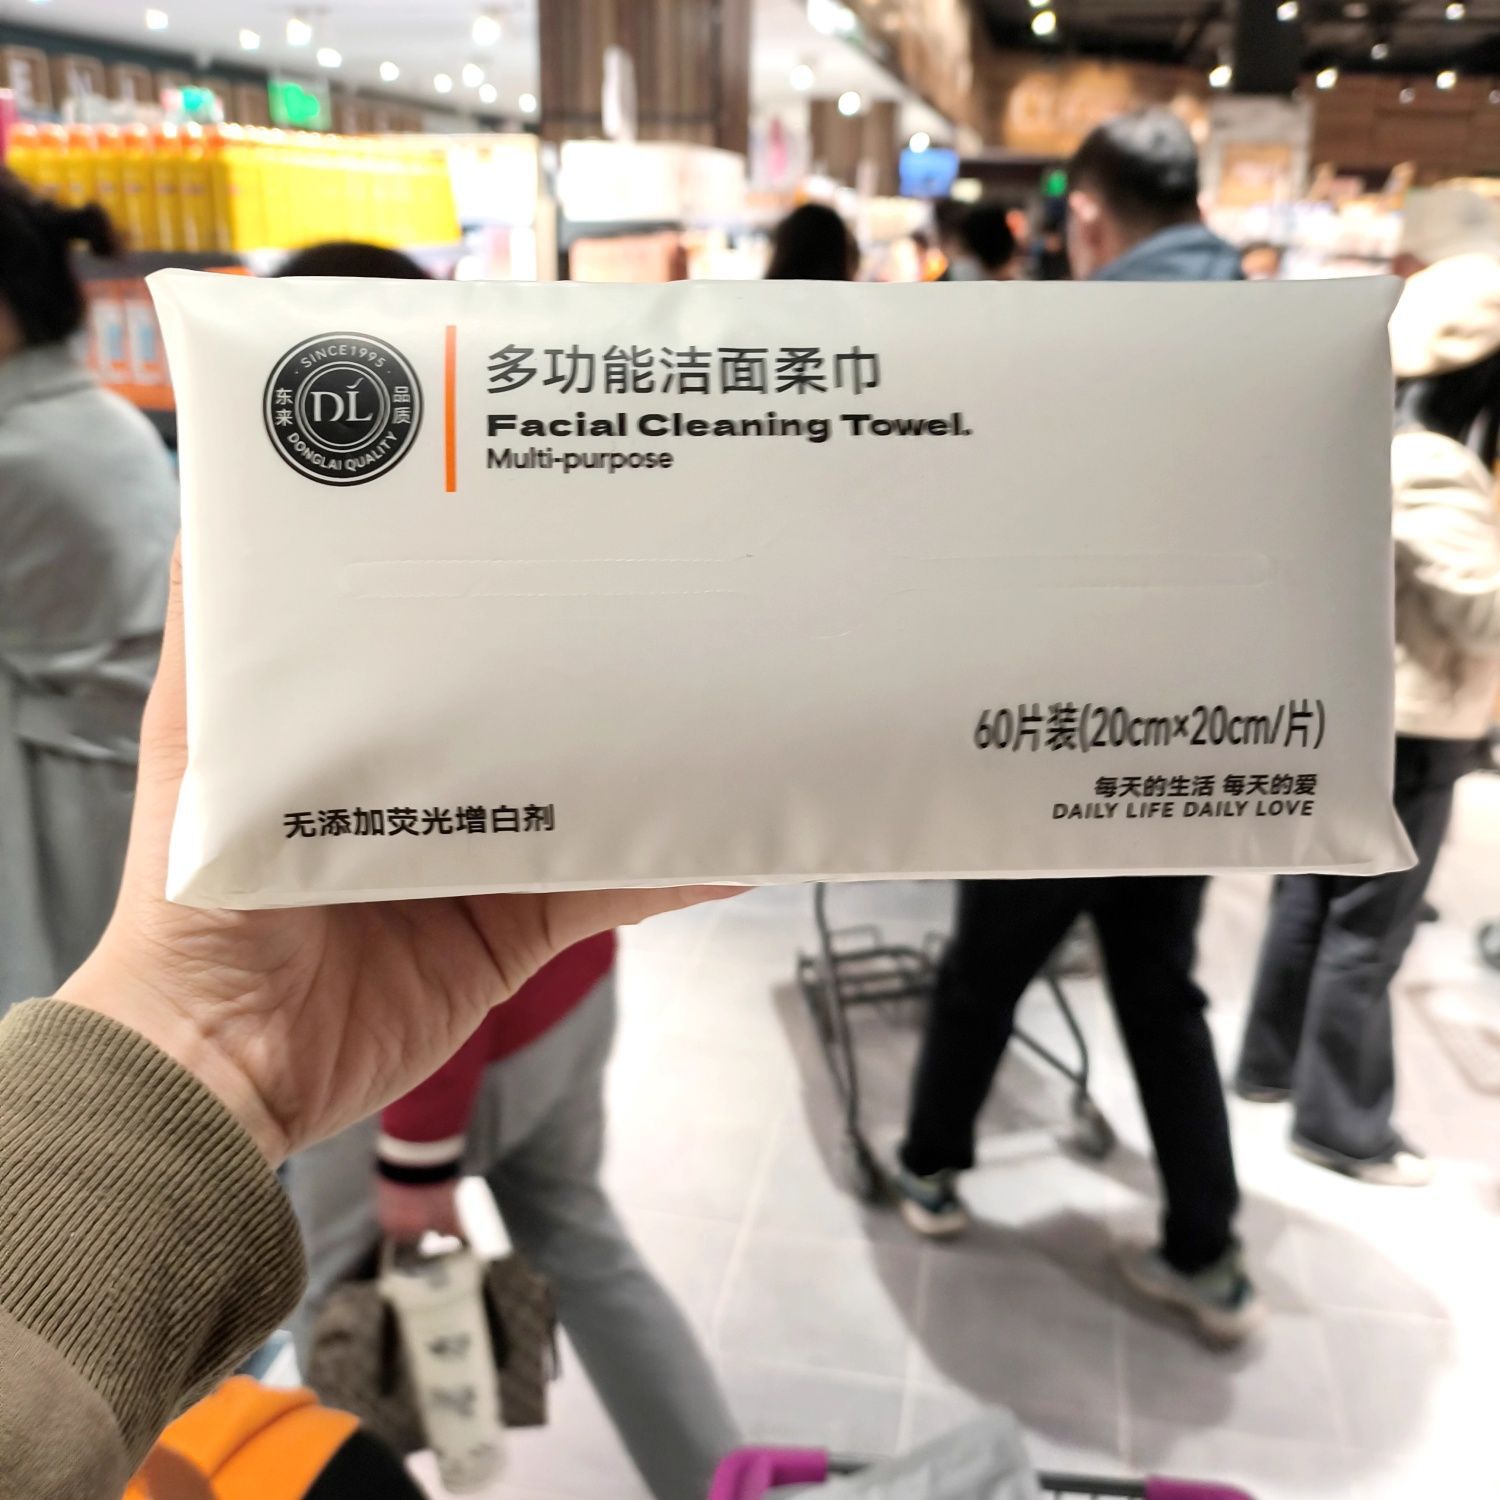 SINCE1995
东来
DL
品质
DONGLAI QUALITY
多功能洁面柔巾
Facial Cleaning Towel.
Multi-purpose
60片装(20cm×20cm/片)
每天的生活 每天的爱
DAILY LIFE DAILY LOVE
无添加荧光增白剂